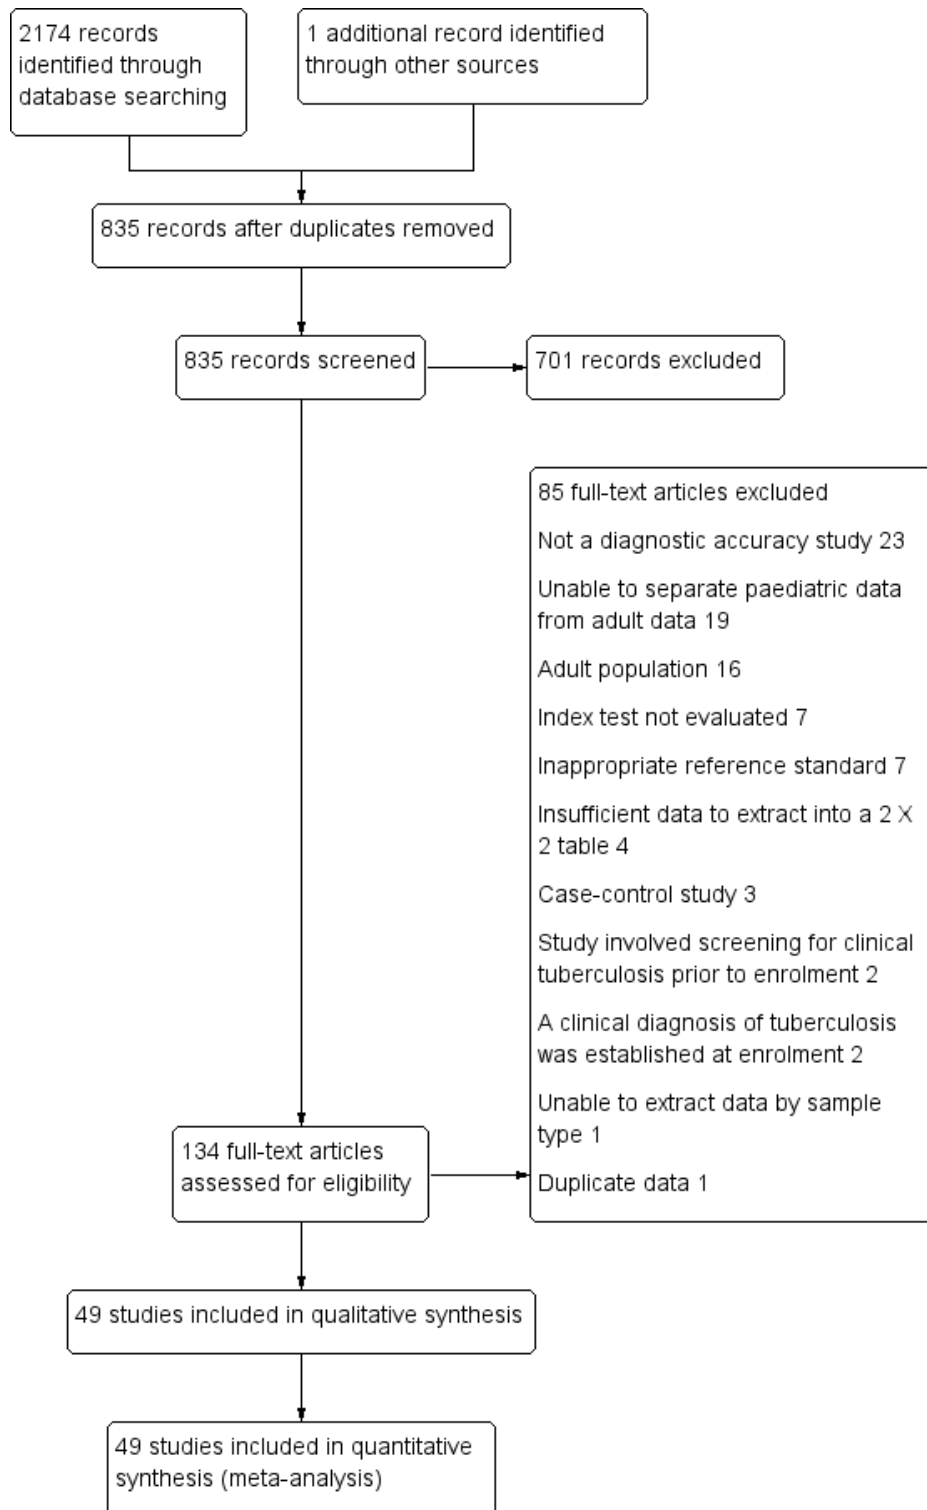 2174 records
identified through
database searching
1 additional record identified
through other sources
835 records after duplicates removed
835 records screened
701 records excluded
85 full-text articles excluded
Not a diagnostic accuracy study 23
Unable to separate paediatric data
from adult data 19
Adult population 16
Index test not evaluated 7
Inappropriate reference standard 7
Insufficient data to extract into a 2 X
2 table 4
Case-control study 3
Study involved screening for clinical
tuberculosis prior to enrolment 2
A clinical diagnosis of tuberculosis
was established at enrolment 2
Unable to extract data by sample
type 1
Duplicate data 1
134 full-text articles
assessed for eligibility
49 studies included in qualitative synthesis
49 studies included in quantitative
synthesis (meta-analysis)